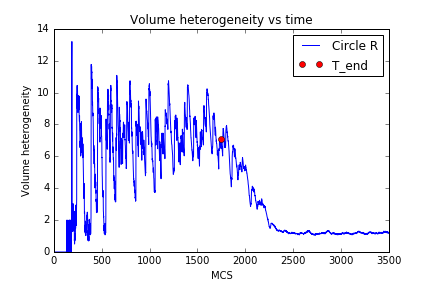 Volume heterogeneity vs time
Circle R
T_end
Volume heterogeneity
14
12
10
8
6
4
2
0
0 500 1000 1500 2000 2500 3000 3500
MCS